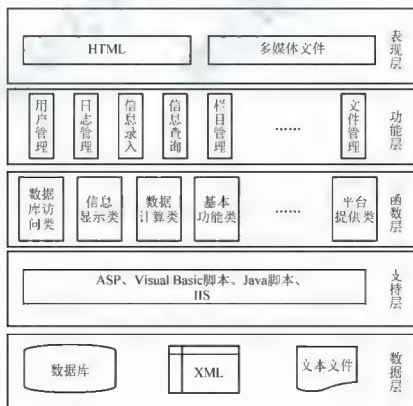 HTML
多媒体文件
表现层
用户管理
日志管理
信息录入
信息查询
栏目管理
……
文件管理
功能层
数据
库访
问类
信息
显示类
数据
计算类
基本
功能类
……
平台
提供类
函数层
ASP、Visual Basic脚本、Java脚本、
IIS
支持层
数据库
XML
文本文件
数据层